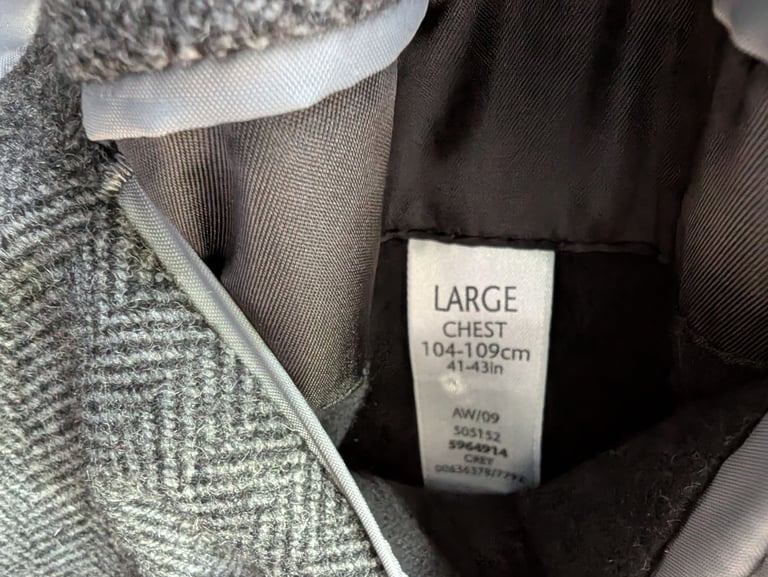 LARGE
CHEST
104-109cm
41-43in
AW/09
505152
5964914
GREY